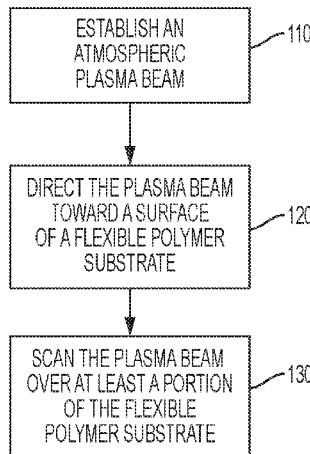 ESTABLISH AN
ATMOSPHERIC
PLASMA BEAM
110
DIRECT THE PLASMA BEAM
TOWARD A SURFACE
OF A FLEXIBLE POLYMER
SUBSTRATE
120
SCAN THE PLASMA BEAM
OVER AT LEAST A PORTION
OF THE FLEXIBLE
POLYMER SUBSTRATE
130